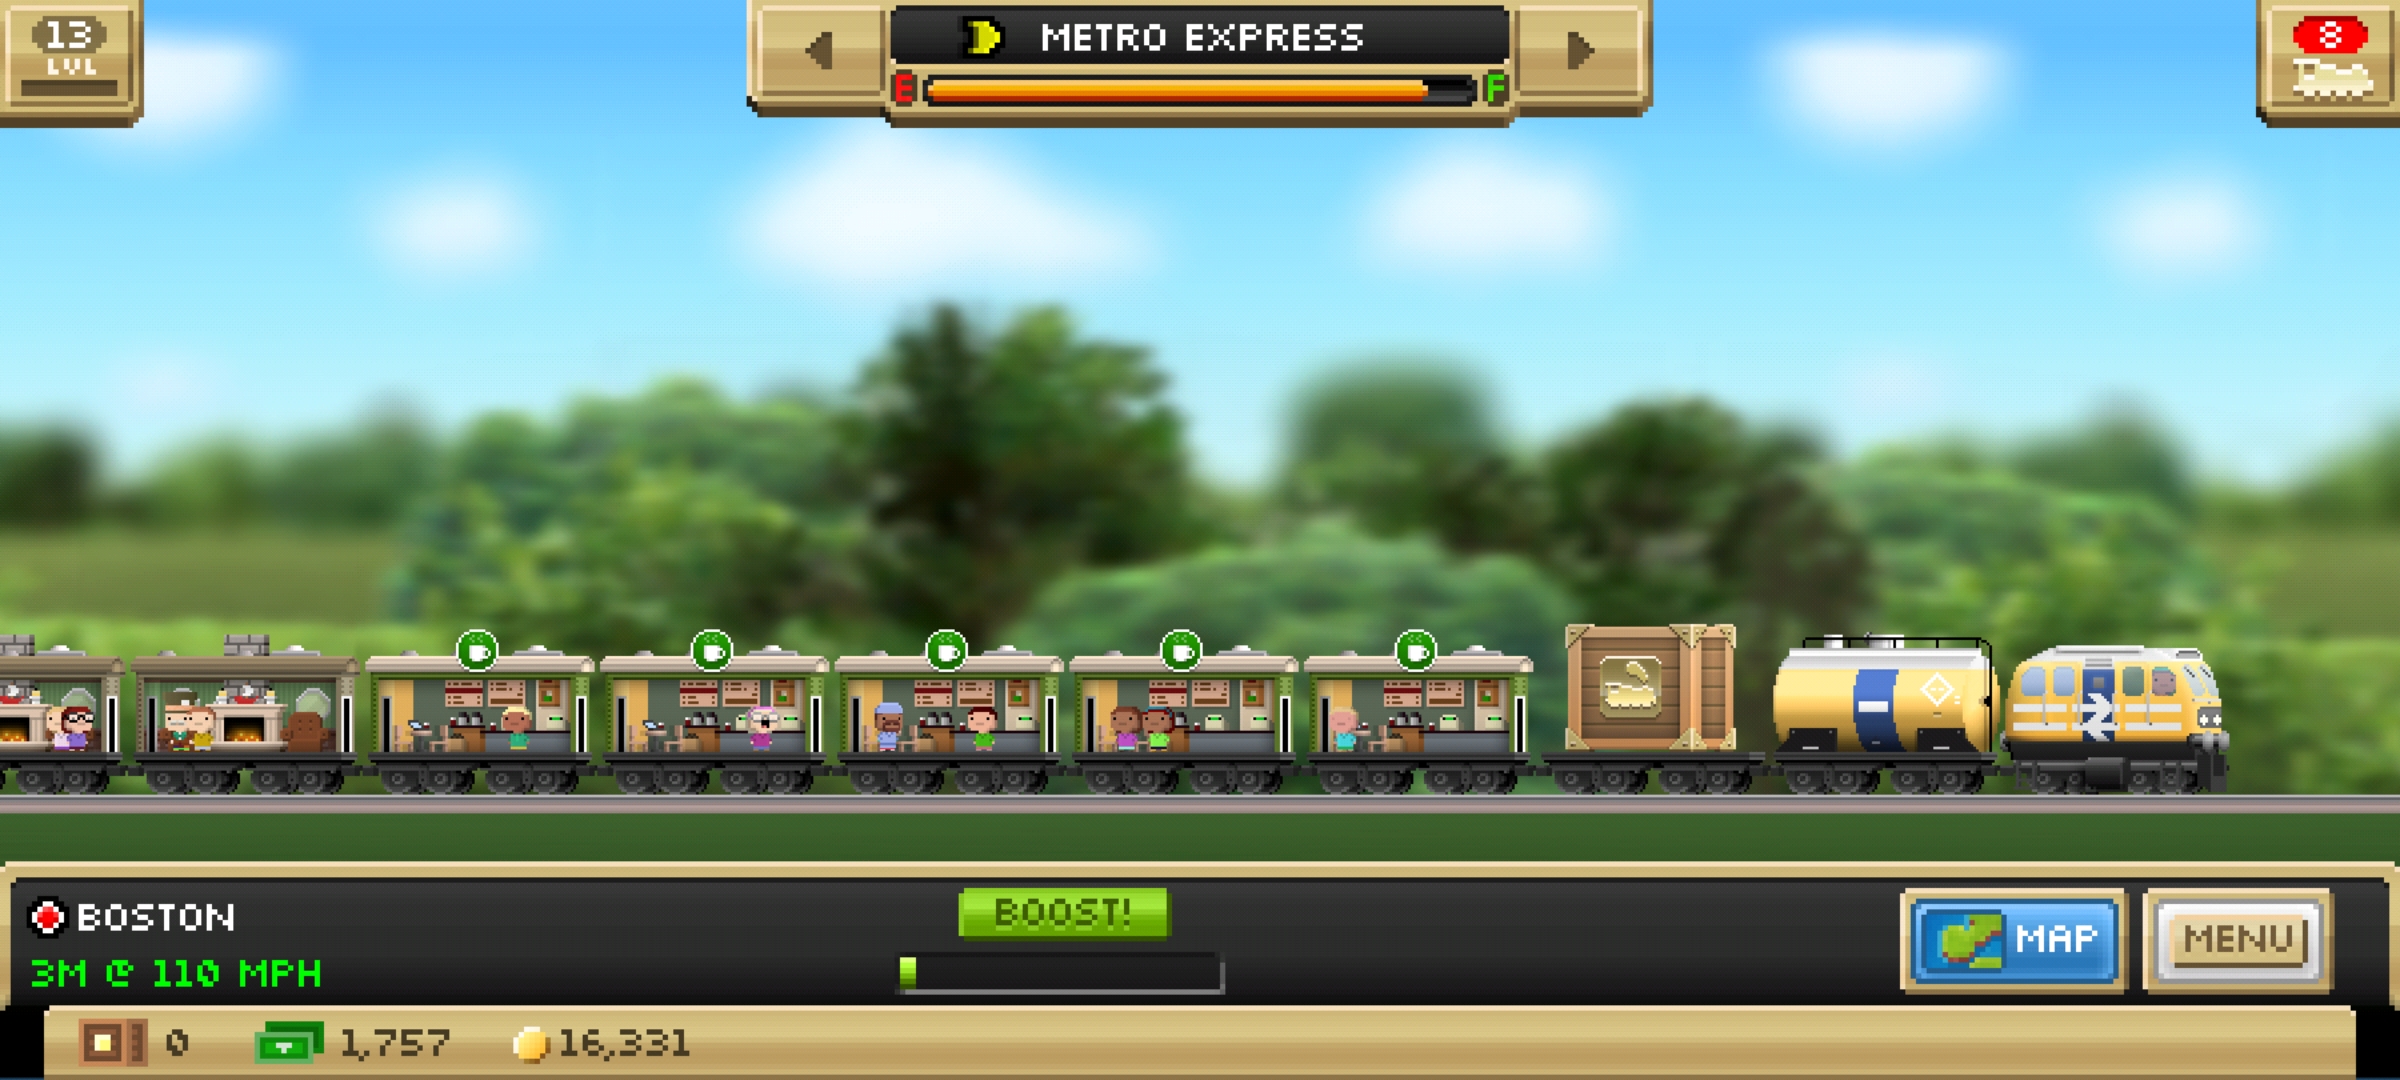 13
LVL
METRO EXPRESS
E F
8
BOSTON
3M @ 110 MPH
BOOST!
MAP
MENU
0 1,757 16,331